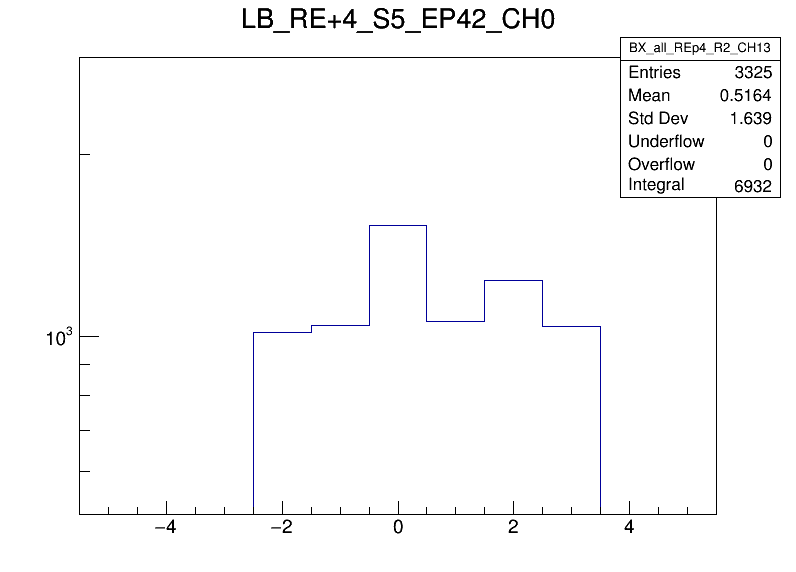 LB_RE+4_S5_EP42_CH0
BX_all_REp4_R2_CH13
Entries 3325
Mean 0.5164
Std Dev 1.639
Underflow 0
Overflow 0
Integral 6932
10³
−4 −2 0 2 4